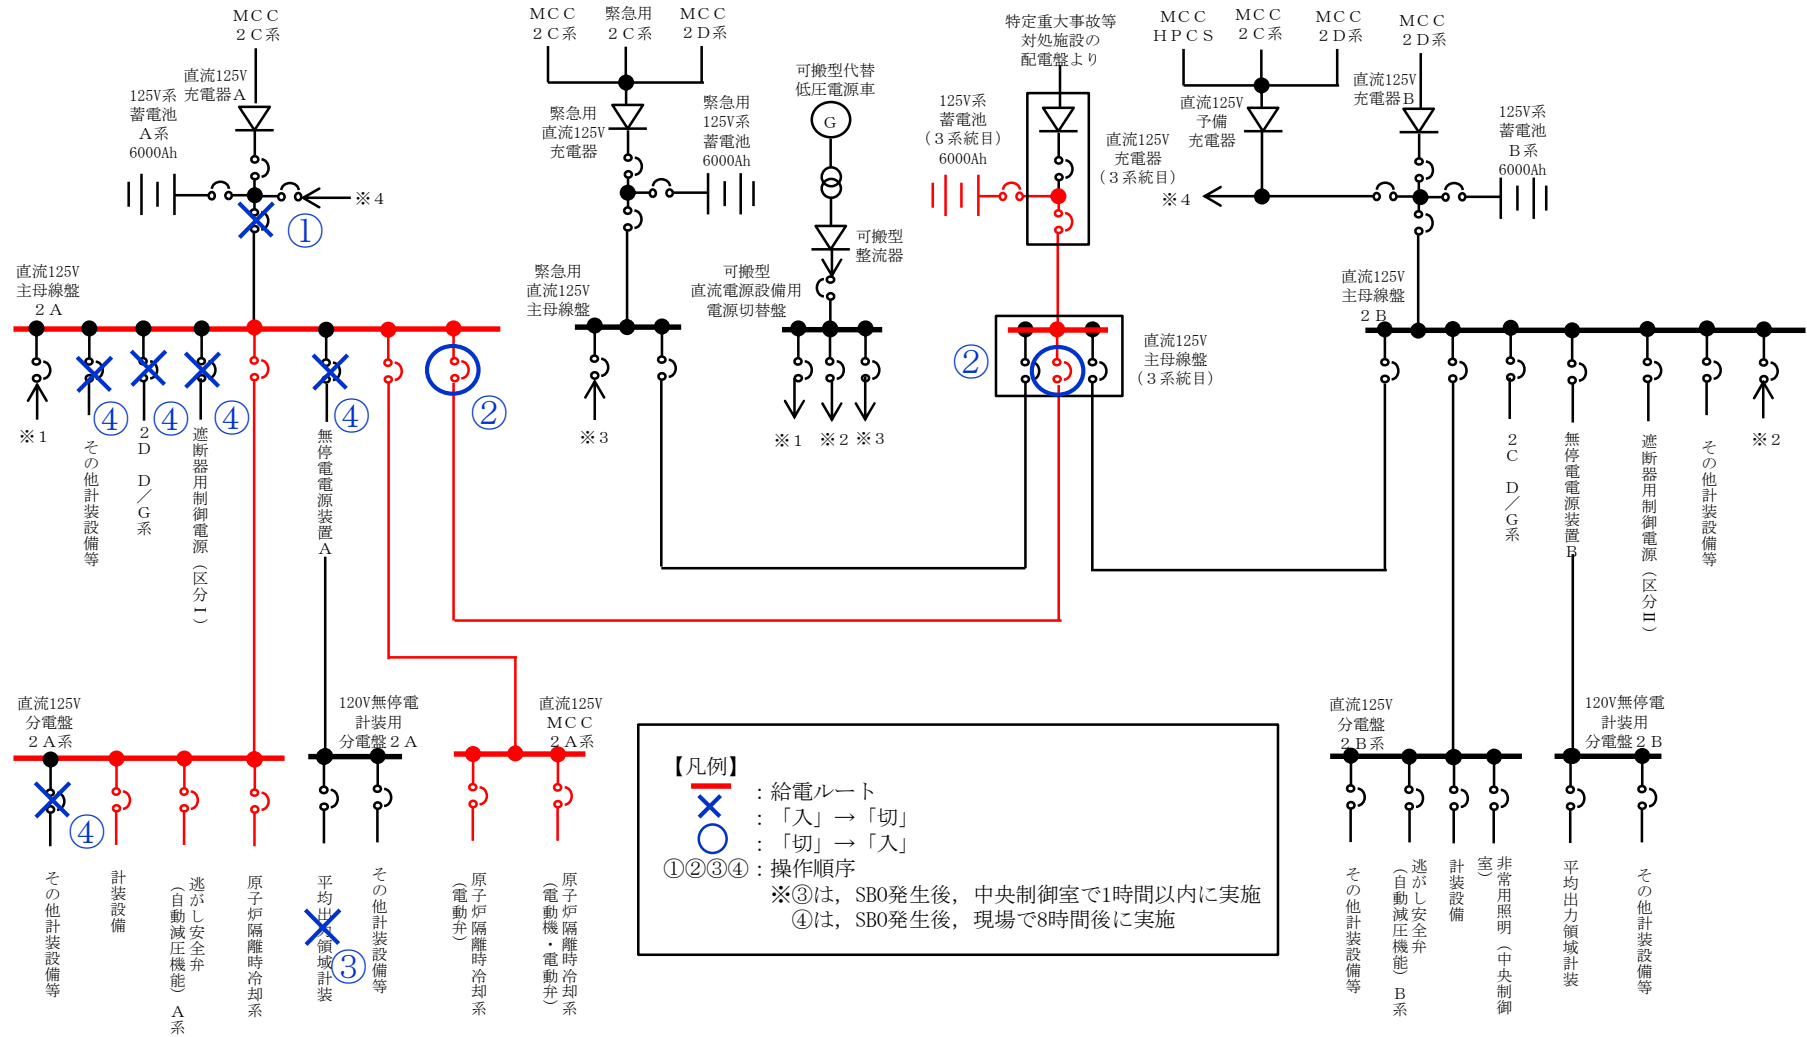 ＭＣＣ
２Ｃ系
直流125V
充電器Ａ
125V系
蓄電池
Ａ系
6000Ah
※４
①
ＭＣＣ
２Ｃ系
緊急用
２Ｃ系
ＭＣＣ
２Ｄ系
緊急用
直流125V
充電器
緊急用
125V系
蓄電池
6000Ah
可搬型代替
低圧電源車
Ｇ
可搬型
整流器
特定重大事故等
対処施設の
配電盤より
125V系
蓄電池
（３系統目）
6000Ah
直流125V
充電器
（３系統目）
ＭＣＣ
ＨＰＣＳ
ＭＣＣ
２Ｃ系
ＭＣＣ
２Ｄ系
ＭＣＣ
２Ｄ系
直流125V
予備
充電器
直流125V
充電器Ｂ
125V系
蓄電池
Ｂ系
6000Ah
※４
直流125V
主母線盤
２Ａ
緊急用
直流125V
主母線盤
可搬型
直流電源設備用
電源切替盤
直流125V
主母線盤
（３系統目）
②
直流125V
主母線盤
２Ｂ
※１
④
④
④
④
②
※３
※１
※２
※３
※２
その他計装設備等
２Ｄ　Ｄ／Ｇ系
遮断器用制御電源（区分Ⅰ）
無停電電源装置Ａ
２Ｃ　Ｄ／Ｇ系
無停電電源装置Ｂ
遮断器用制御電源（区分Ⅱ）
その他計装設備等
直流125V
分電盤
２Ａ系
120V無停電
計装用
分電盤２Ａ
直流125V
ＭＣＣ
２Ａ系
直流125V
分電盤
２Ｂ系
120V無停電
計装用
分電盤２Ｂ
④
その他計装設備等
計装設備
逃がし安全弁
（自動減圧機能）Ａ系
原子炉隔離時冷却系
平均出力領域計装
③
その他計装設備等
原子炉隔離時冷却系
（電動弁）
原子炉隔離時冷却系
（電動機・電動弁）
【凡例】
：給電ルート
：「入」→「切」
：「切」→「入」
①②③④：操作順序
※③は，SBO発生後，中央制御室で1時間以内に実施
④は，SBO発生後，現場で8時間後に実施
その他計装設備等
逃がし安全弁
（自動減圧機能）Ｂ系
計装設備
非常用照明（中央制御
室）
平均出力領域計装
その他計装設備等